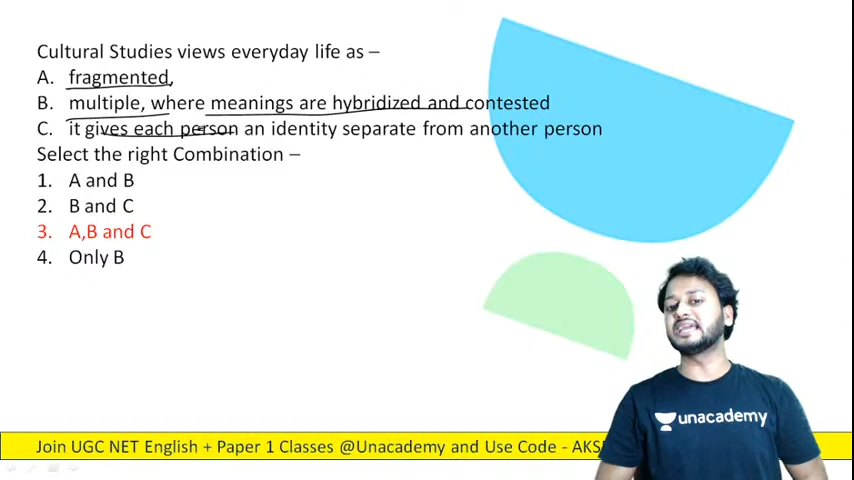 Cultural Studies views everyday life as –
A. fragmented,
B. multiple, where meanings are hybridized and contested
C. it gives each person an identity separate from another person
Select the right Combination –
1. A and B
2. B and C
3. A,B and C
4. Only B
unacademy
Join UGC NET English + Paper 1 Classes @Unacademy and Use Code - AKS